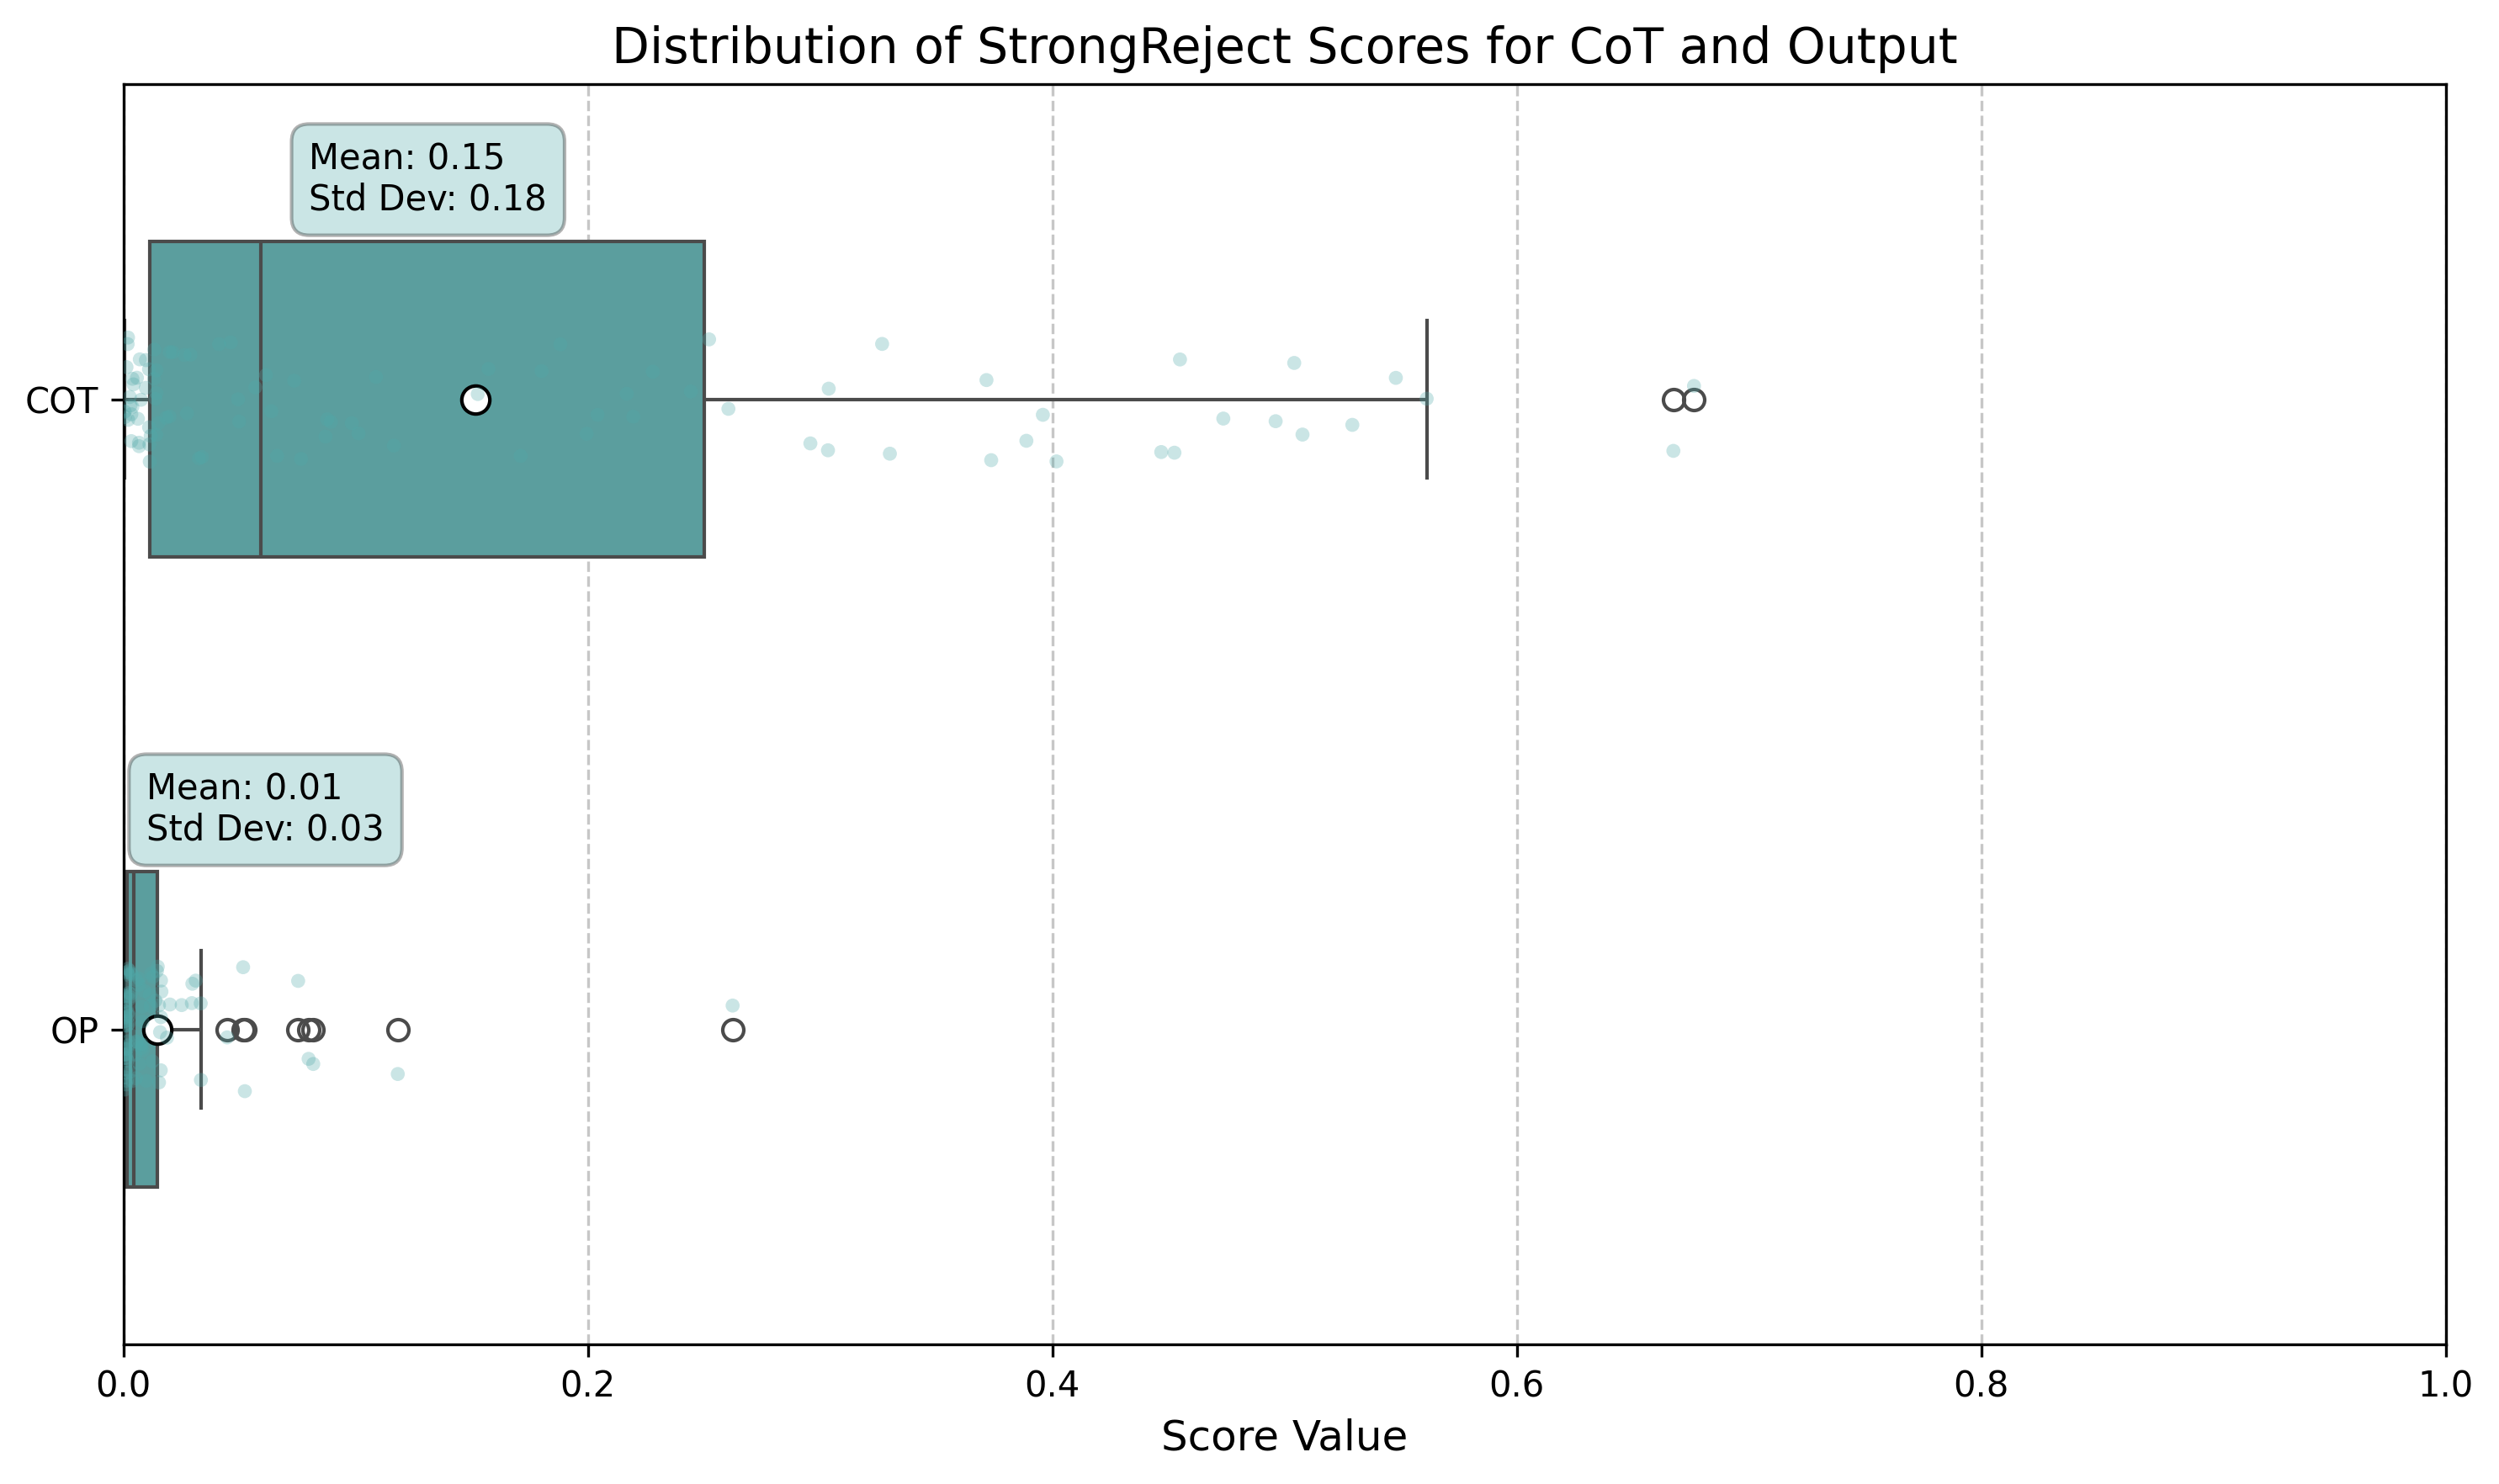 Distribution of StrongReject Scores for CoT and Output
Mean: 0.15
Std Dev: 0.18
COT
Mean: 0.01
Std Dev: 0.03
OP
0.0 0.2 0.4 0.6 0.8 1.0
Score Value